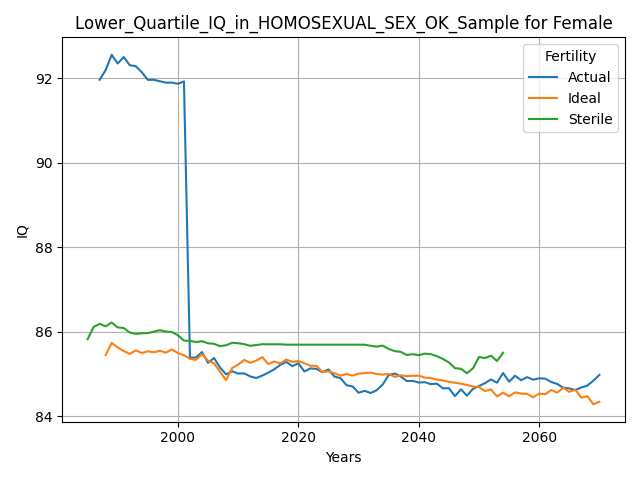 Lower_Quartile_IQ_in_HOMOSEXUAL_SEX_OK_Sample for Female
Fertility
Actual
Ideal
Sterile
IQ
92
90
88
86
84
2000
2020
2040
2060
Years